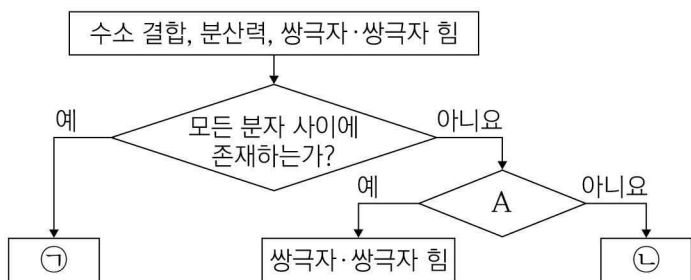 수소 결합, 분산력, 쌍극자·쌍극자 힘
예
모든 분자 사이에
존재하는가?
아니요
예
A
아니요
㉠
쌍극자·쌍극자 힘
㉡